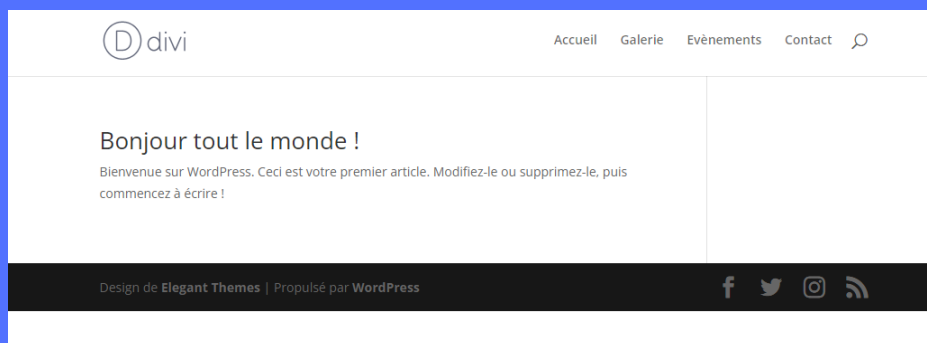 D divi
Accueil Galerie Evènements Contact
Bonjour tout le monde !
Bienvenue sur WordPress. Ceci est votre premier article. Modifiez-le ou supprimez-le, puis
commencez à écrire !
Design de Elegant Themes | Propulsé par WordPress